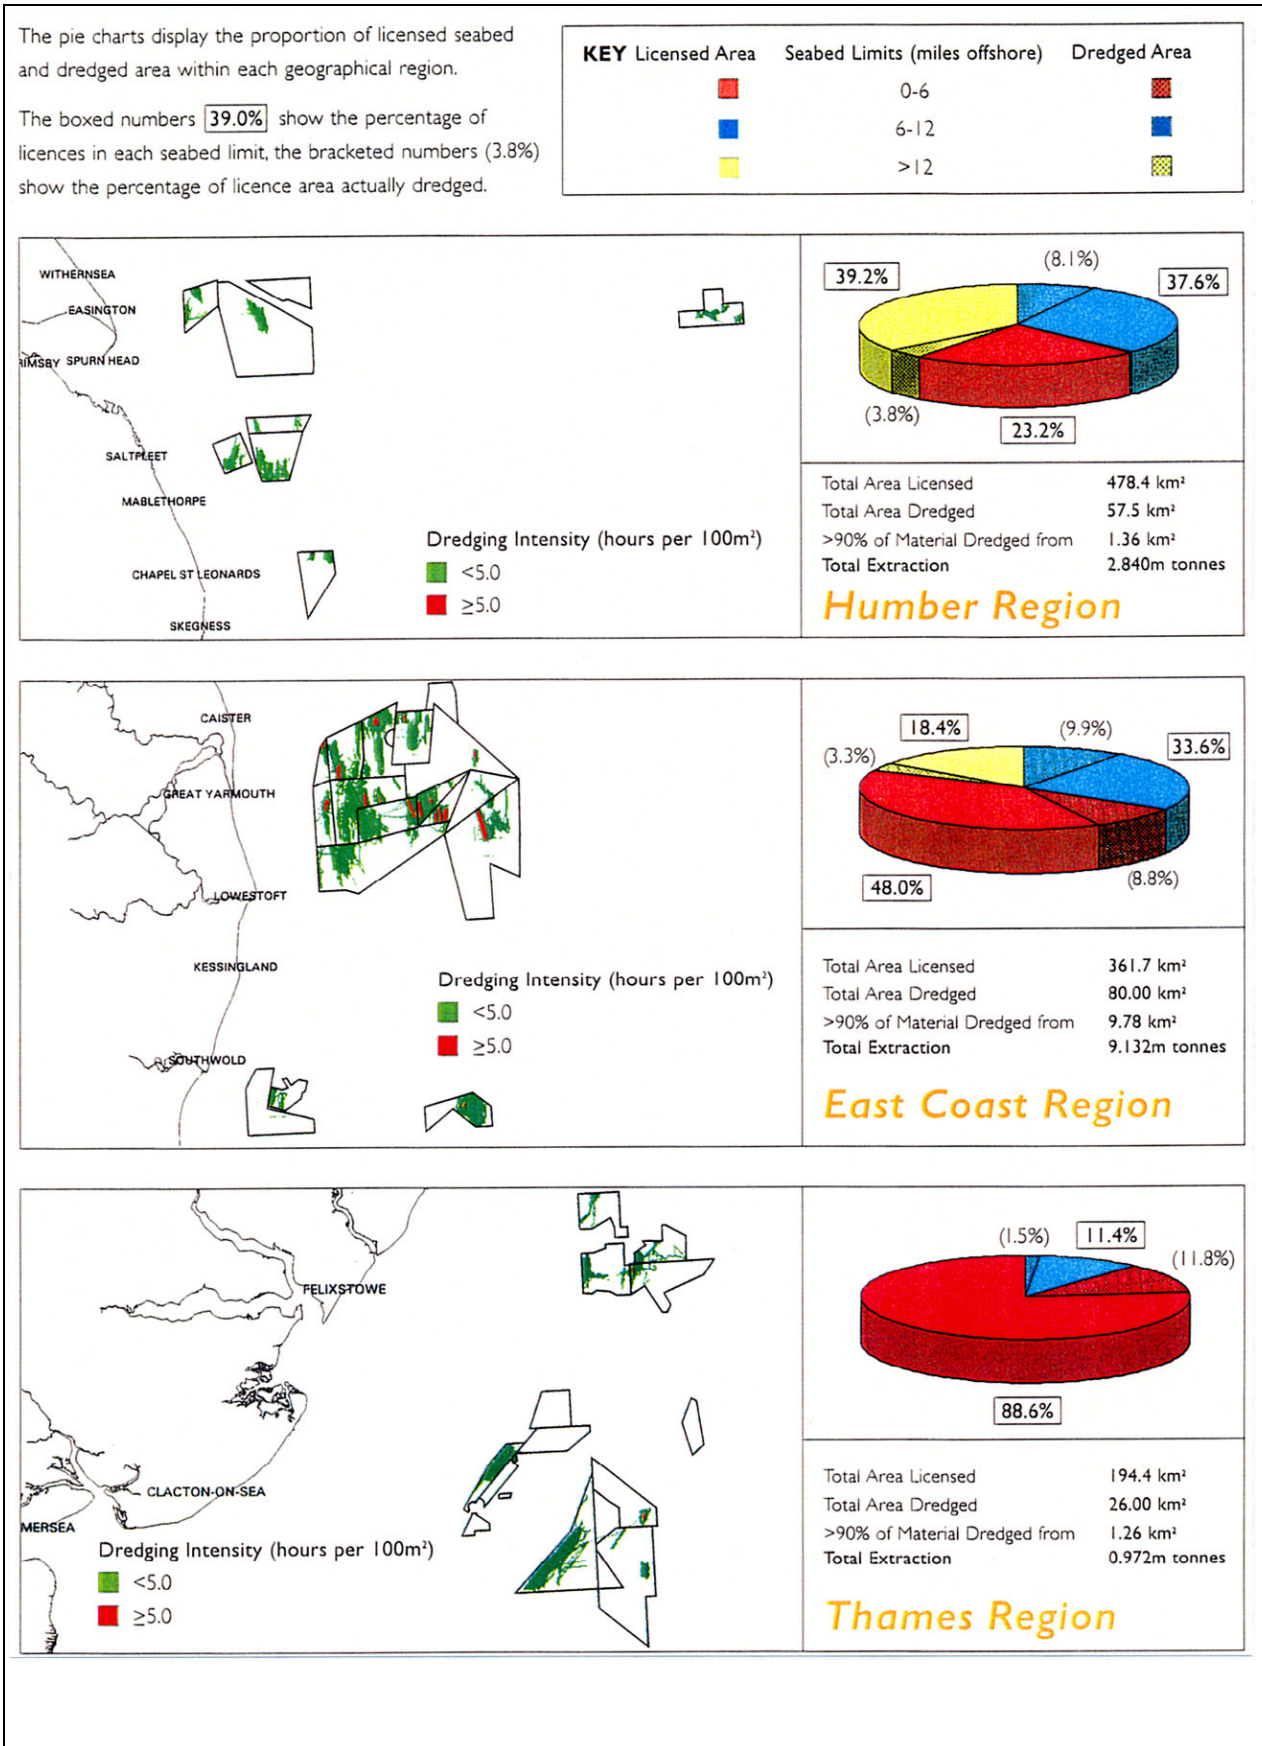 The pie charts display the proportion of licensed seabed
and dredged area within each geographical region.
The boxed numbers 39.0% show the percentage of
licences in each seabed limit, the bracketed numbers (3.8%)
show the percentage of licence area actually dredged.
KEY Licensed Area Seabed Limits (miles offshore) Dredged Area
0-6
6-12
>12
WITHERNSEA
EASINGTON
RIMSBY SPURN HEAD
SALTFLEET
MABLETHORPE
CHAPEL ST LEONARDS
SKEGNESS
Dredging Intensity (hours per 100m²)
<5.0
≥5.0
39.2%
(8.1%)
37.6%
(3.8%)
23.2%
Total Area Licensed 478.4 km²
Total Area Dredged 57.5 km²
>90% of Material Dredged from 1.36 km²
Total Extraction 2.840m tonnes
Humber Region
CAISTER
GREAT YARMOUTH
LOWESTOFT
KESSINGLAND
SOUTHWOLD
Dredging Intensity (hours per 100m²)
<5.0
≥5.0
18.4%
(9.9%)
33.6%
(3.3%)
48.0%
(8.8%)
Total Area Licensed 361.7 km²
Total Area Dredged 80.00 km²
>90% of Material Dredged from 9.78 km²
Total Extraction 9.132m tonnes
East Coast Region
FELIXSTOWE
CLACTON-ON-SEA
MERSEA
Dredging Intensity (hours per 100m²)
<5.0
≥5.0
(1.5%)
11.4%
(11.8%)
88.6%
Total Area Licensed 194.4 km²
Total Area Dredged 26.00 km²
>90% of Material Dredged from 1.26 km²
Total Extraction 0.972m tonnes
Thames Region